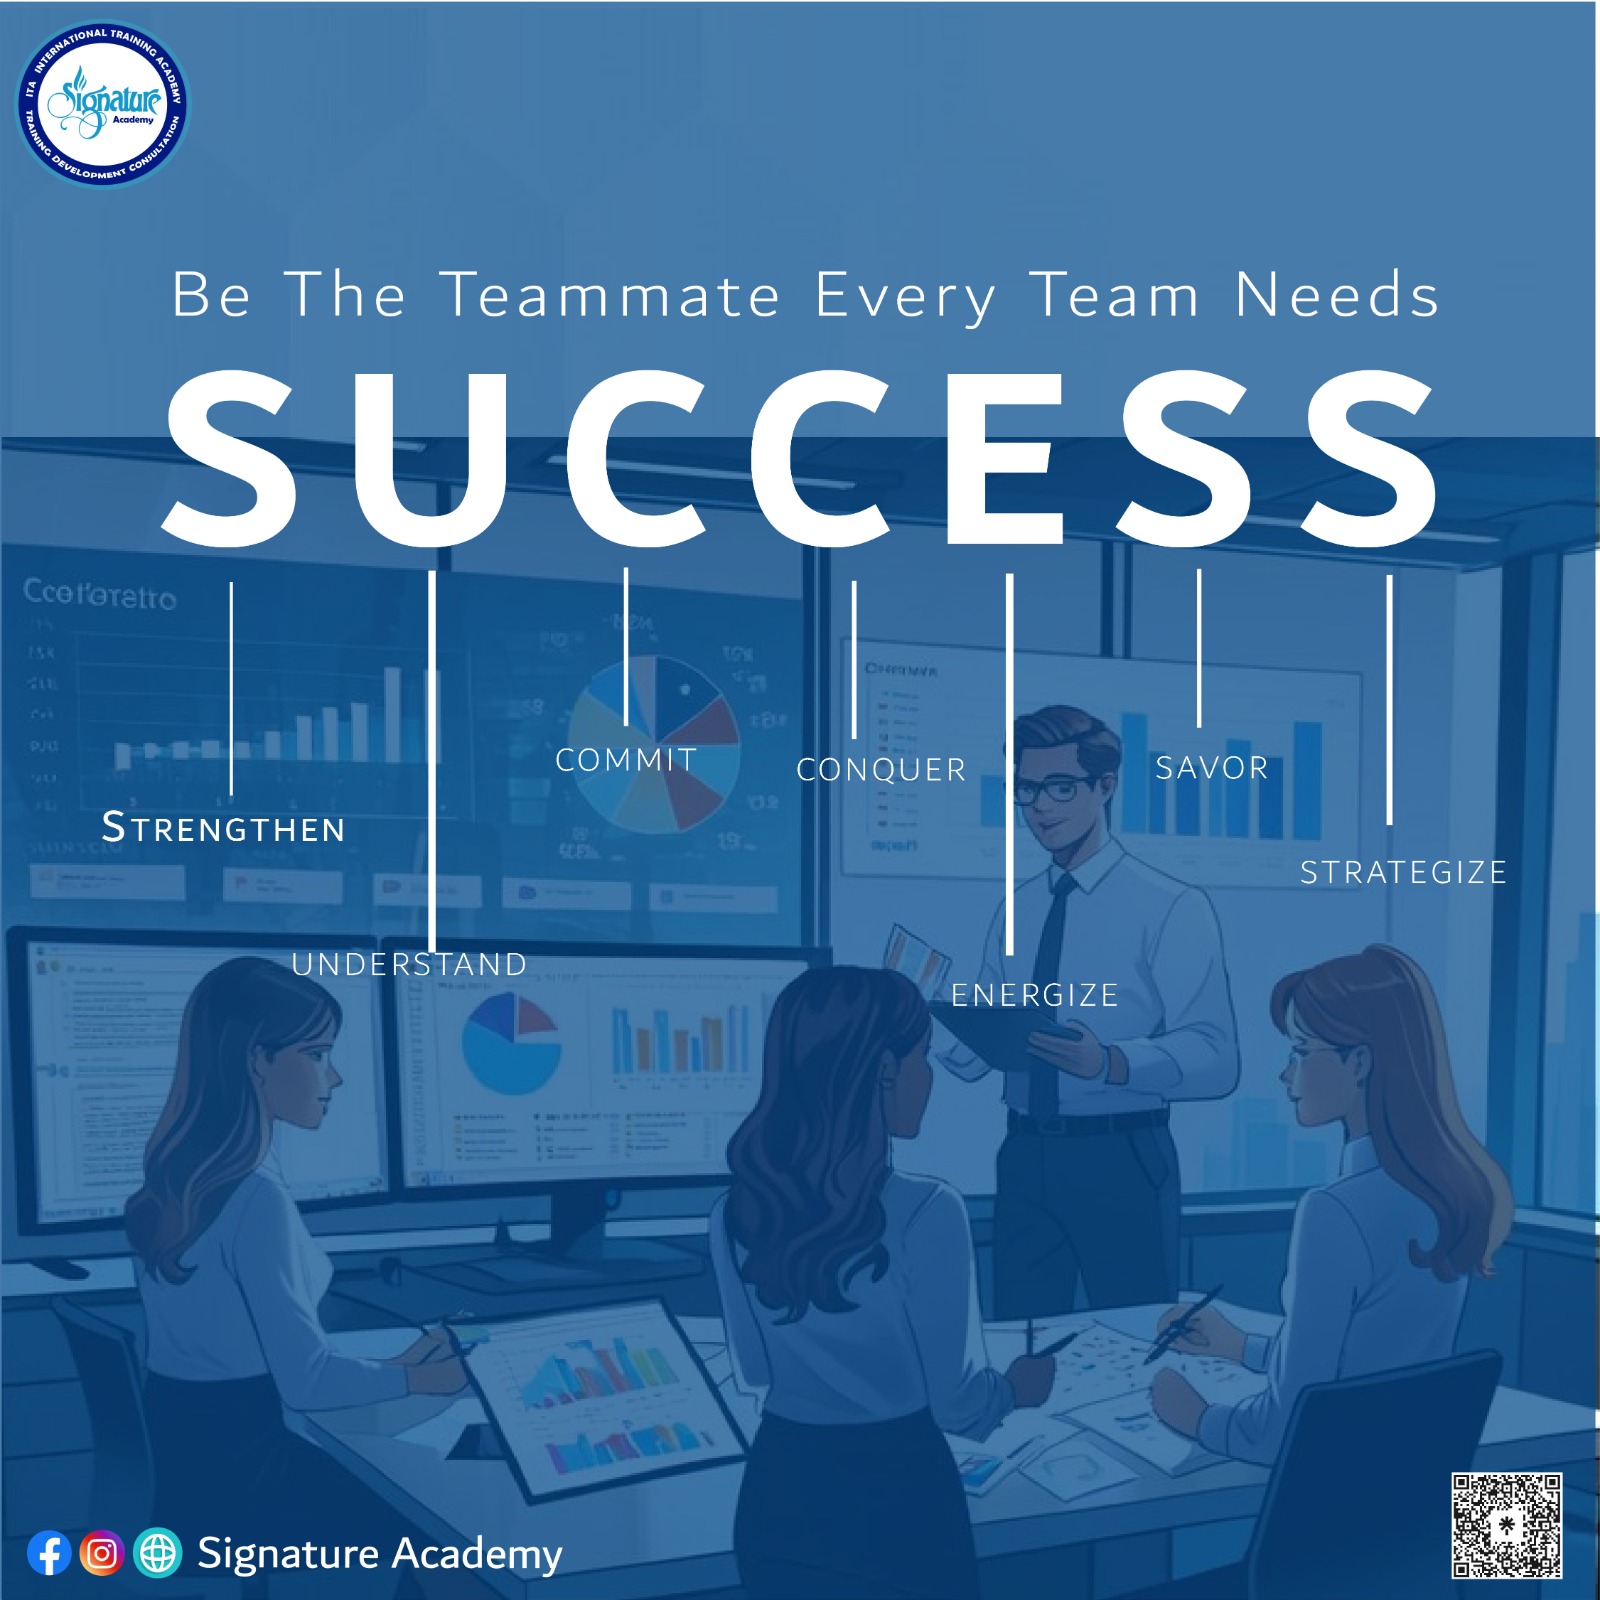 ITA INTERNATIONAL TRAINING ACADEMY
Signature
Academy
TRAINING DEVELOPMENT CONSULTATION
Be The Teammate Every Team Needs
SUCCESS
COMMIT
CONQUER
SAVOR
STRENGTHEN
STRATEGIZE
UNDERSTAND
ENERGIZE
Signature Academy